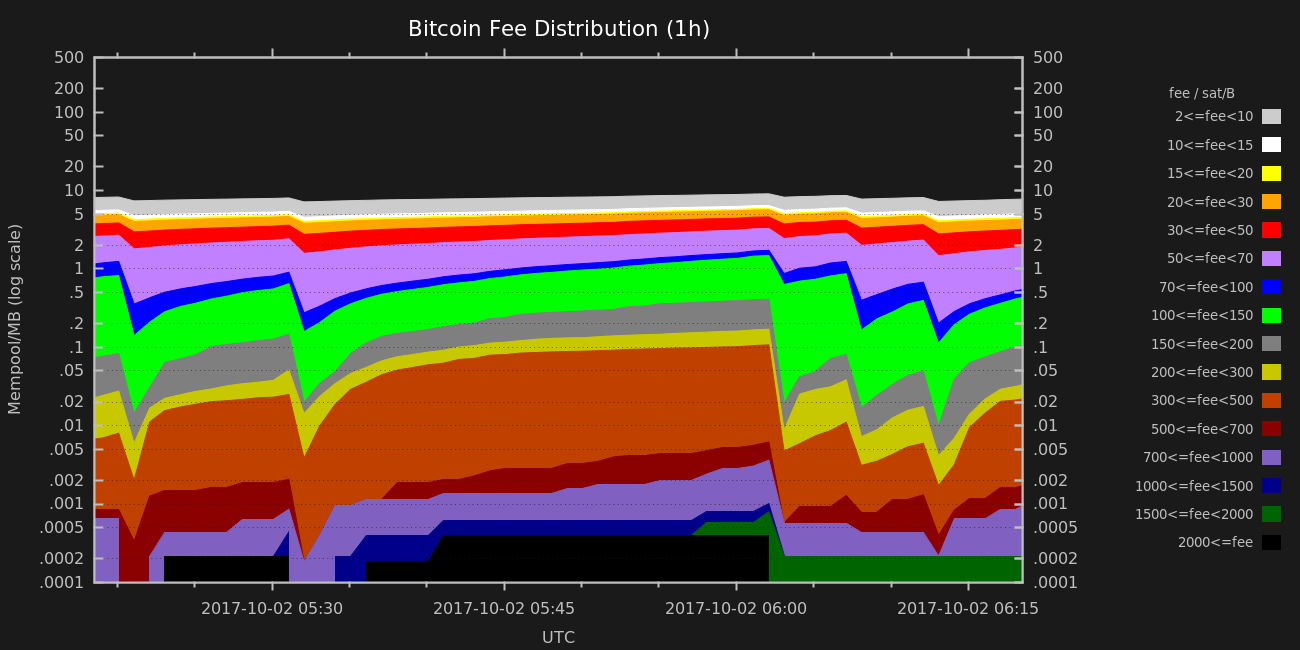 Bitcoin Fee Distribution (1h)
500 500
200 200
100 100
50 50
20 20
10 10
5 5
2 2
1 1
.5 .5
.2 .2
.1 .1
.05 .05
.02 .02
.01 .01
.005 .005
.002 .002
.001 .001
.0005 .0005
.0002 .0002
.0001 .0001
Mempool/MB (log scale)
2017-10-02 05:30 2017-10-02 05:45 2017-10-02 06:00 2017-10-02 06:15
UTC
fee / sat/B
2<=fee<10
10<=fee<15
15<=fee<20
20<=fee<30
30<=fee<50
50<=fee<70
70<=fee<100
100<=fee<150
150<=fee<200
200<=fee<300
300<=fee<500
500<=fee<700
700<=fee<1000
1000<=fee<1500
1500<=fee<2000
2000<=fee